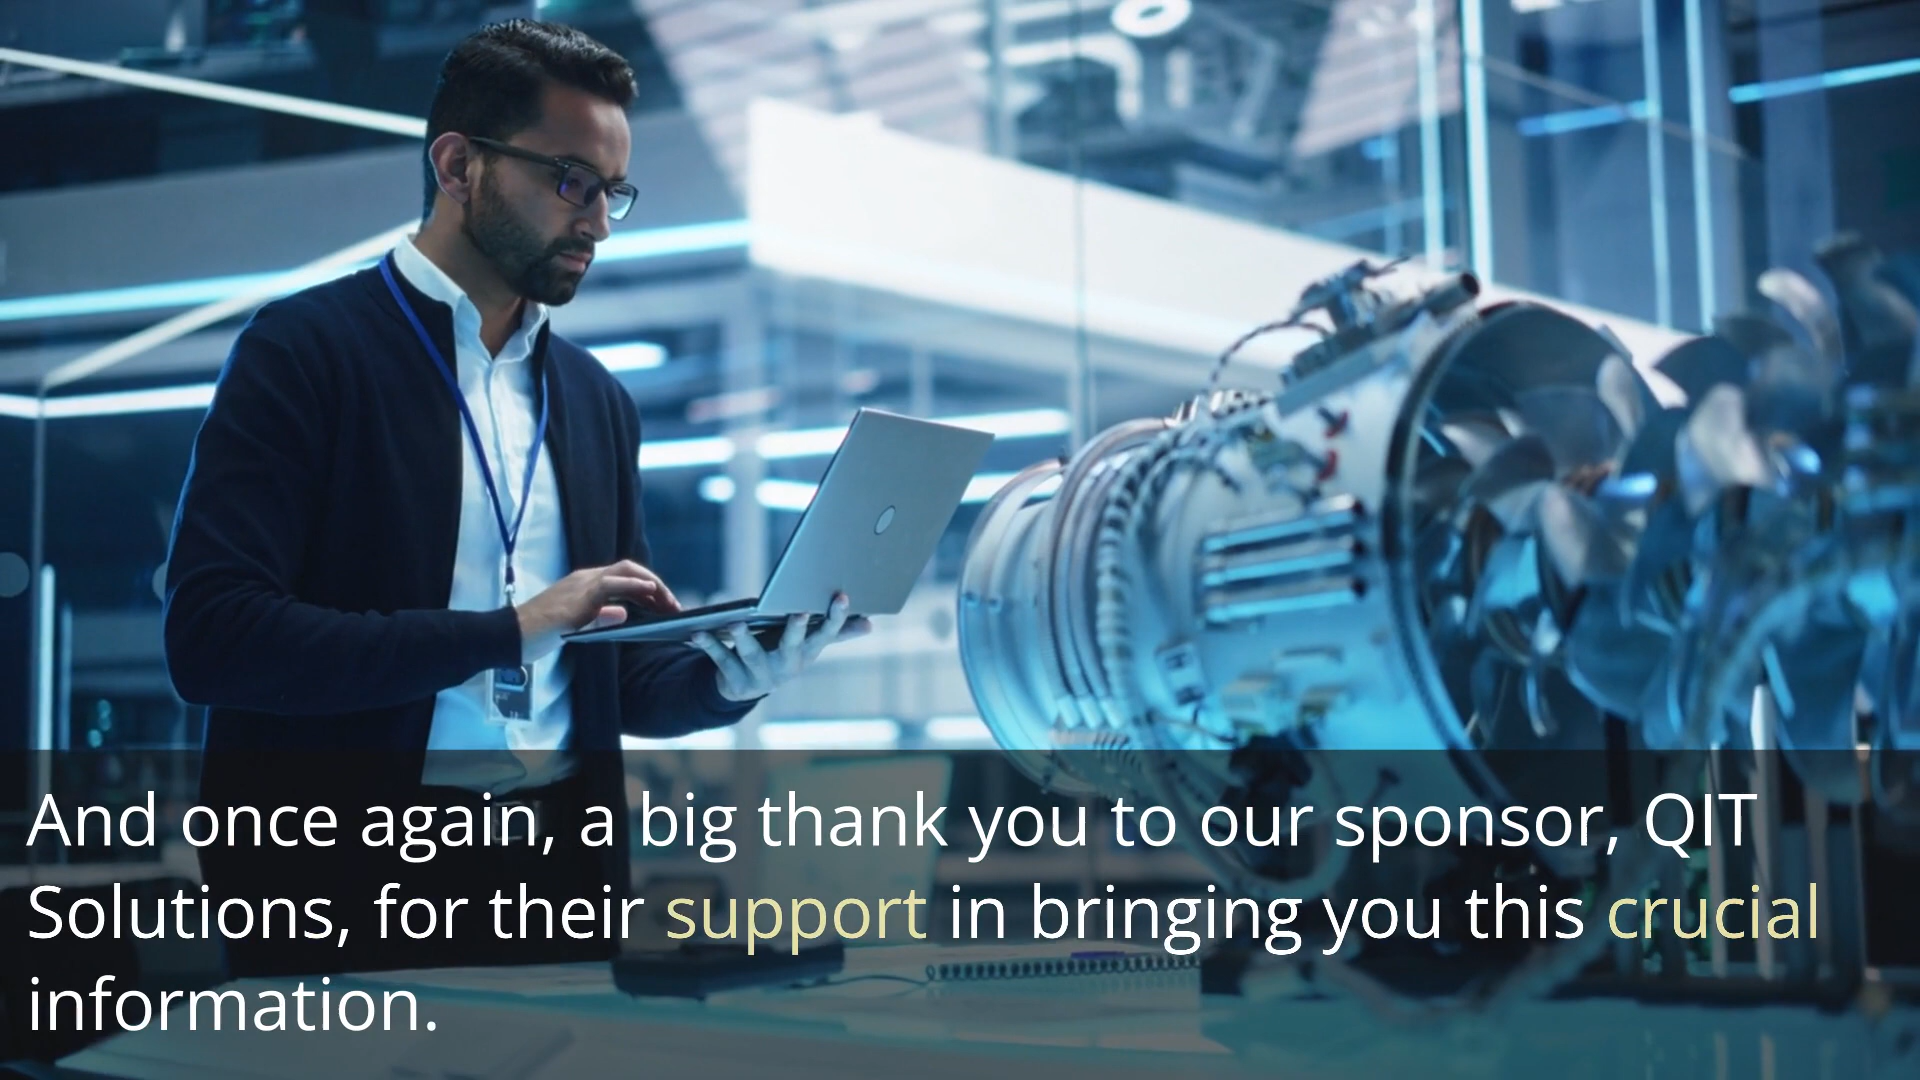 And once again, a big thank you to our sponsor, QIT
Solutions, for their support in bringing you this crucial
information.